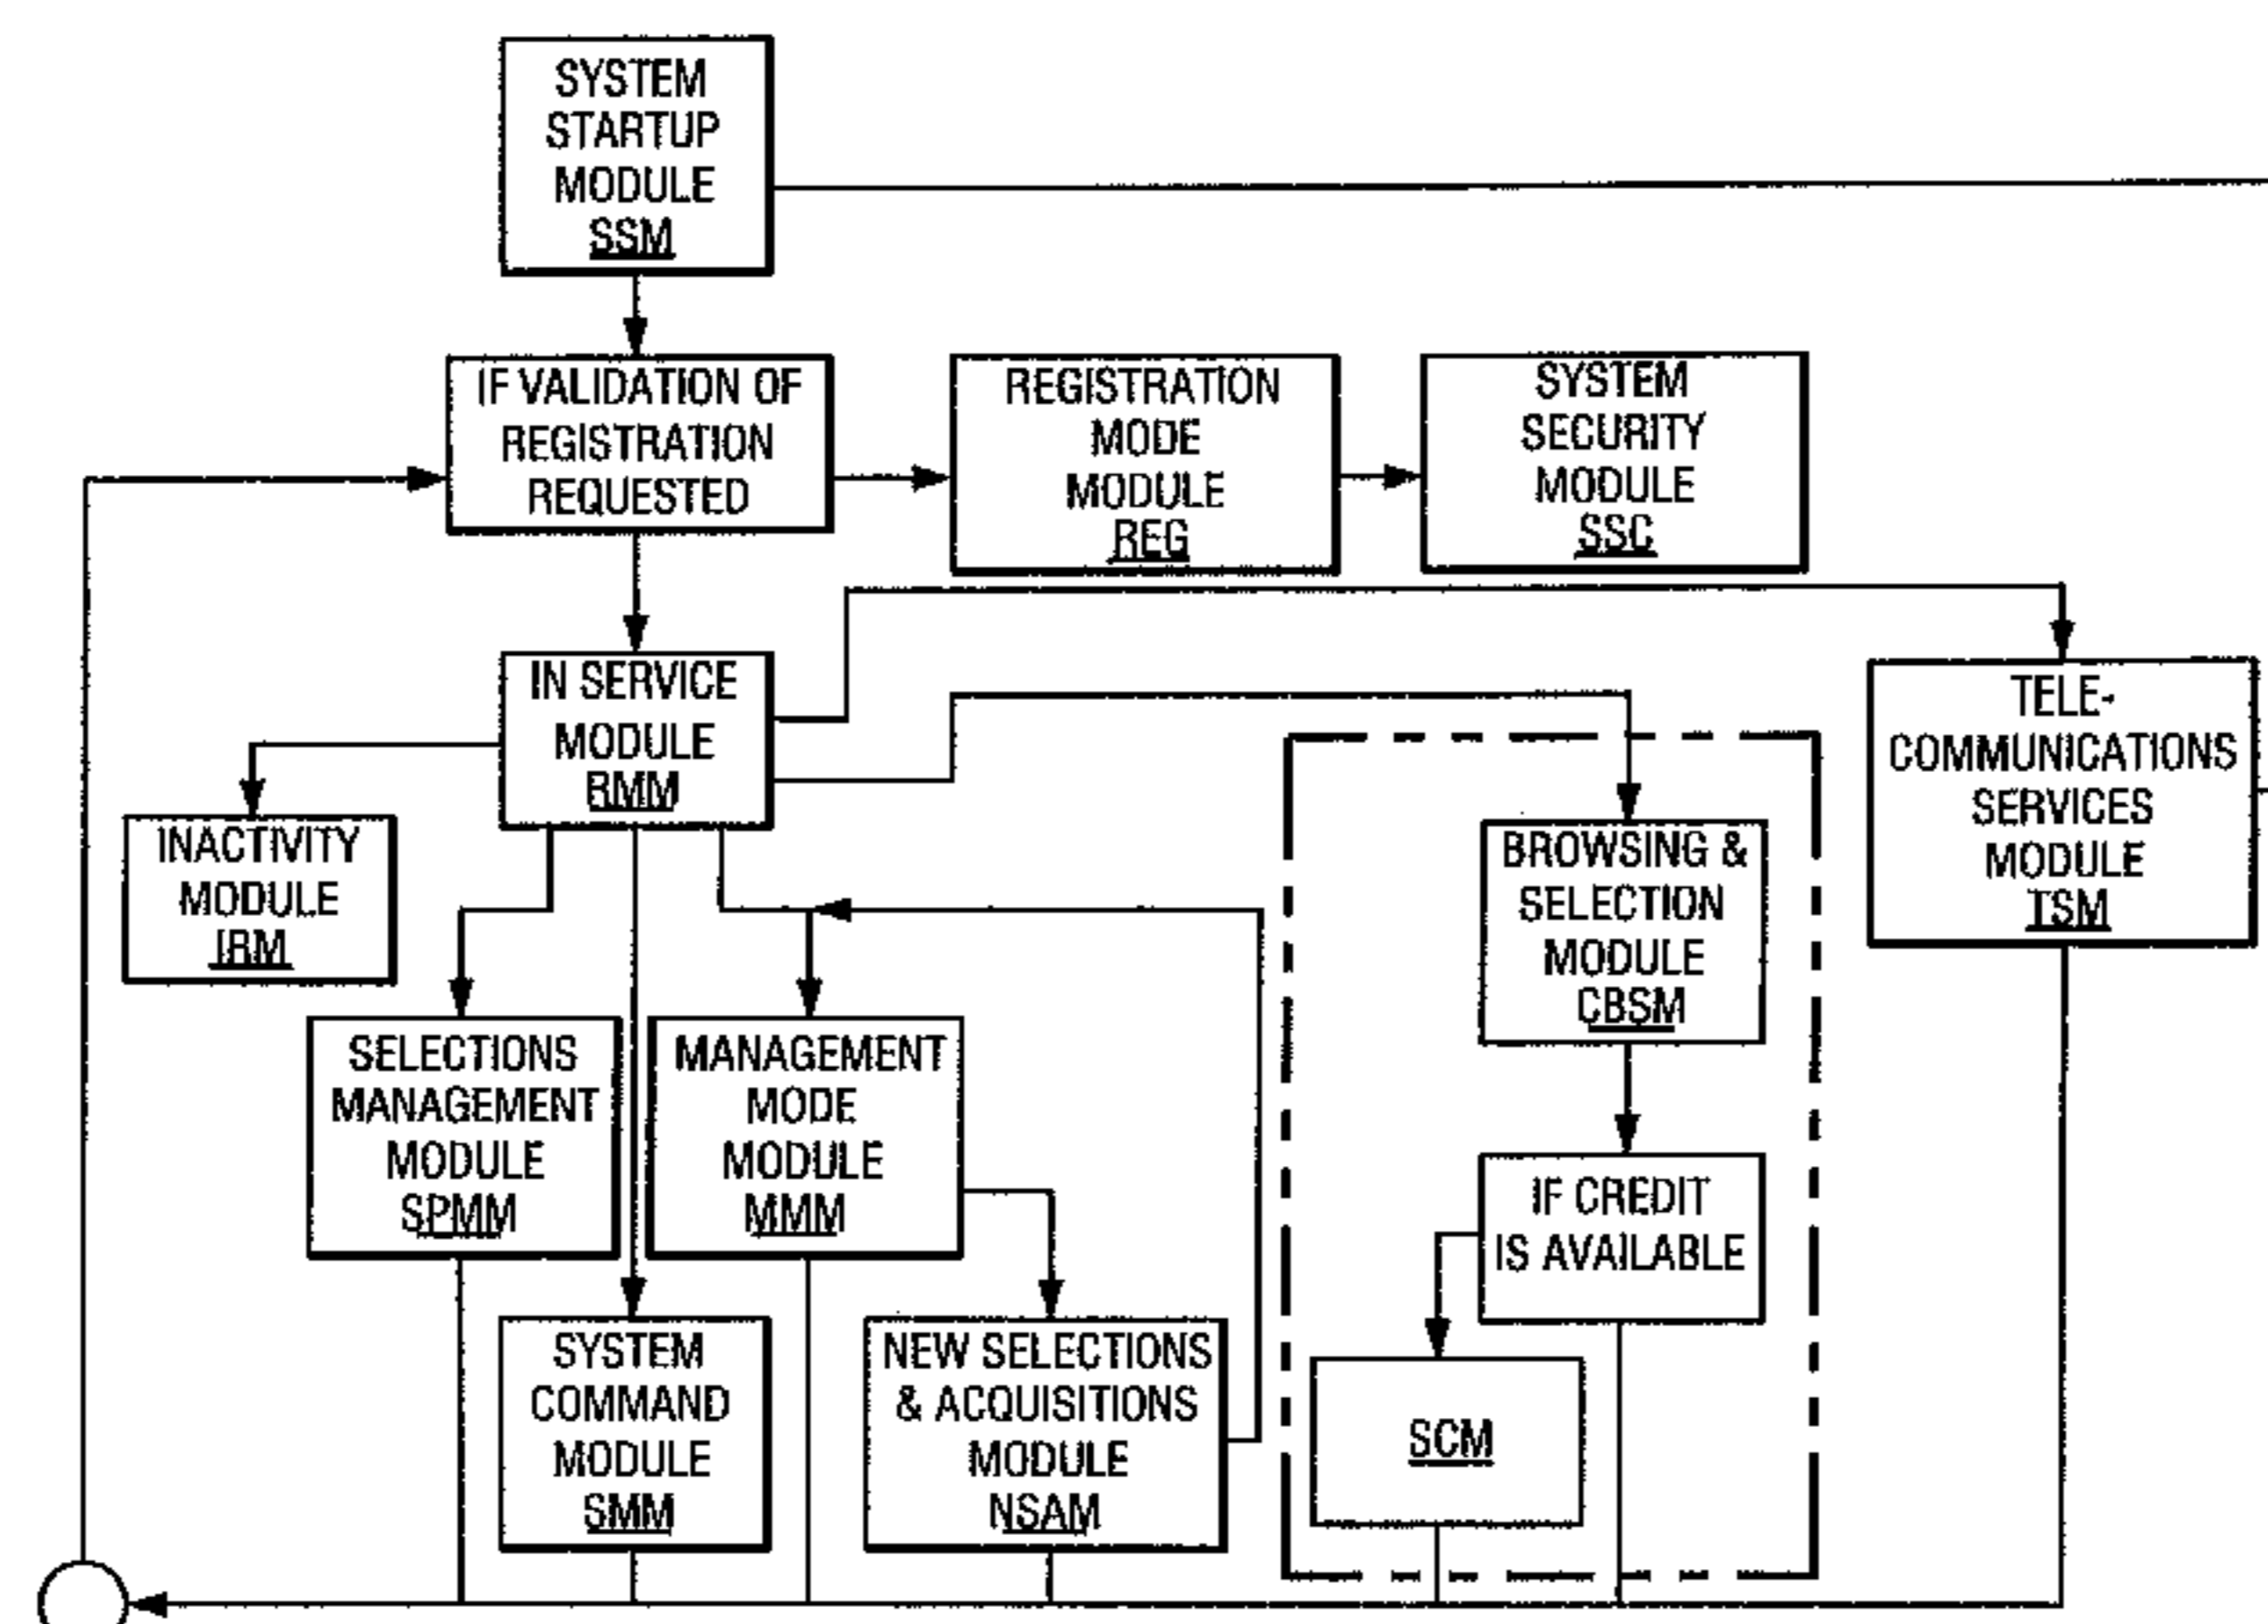 SYSTEM
STARTUP
MODULE
SSM
IF VALIDATION OF
REGISTRATION
REQUESTED
REGISTRATION
MODE
MODULE
REG
SYSTEM
SECURITY
MODULE
SSC
IN SERVICE
MODULE
RMM
TELE-
COMMUNICATIONS
SERVICES
MODULE
TSM
INACTIVITY
MODULE
IRM
BROWSING &
SELECTION
MODULE
CBSM
SELECTIONS
MANAGEMENT
MODULE
SPMM
MANAGEMENT
MODE
MODULE
MMM
IF CREDIT
IS AVAILABLE
SYSTEM
COMMAND
MODULE
SMM
NEW SELECTIONS
& ACQUISITIONS
MODULE
NSAM
SCM